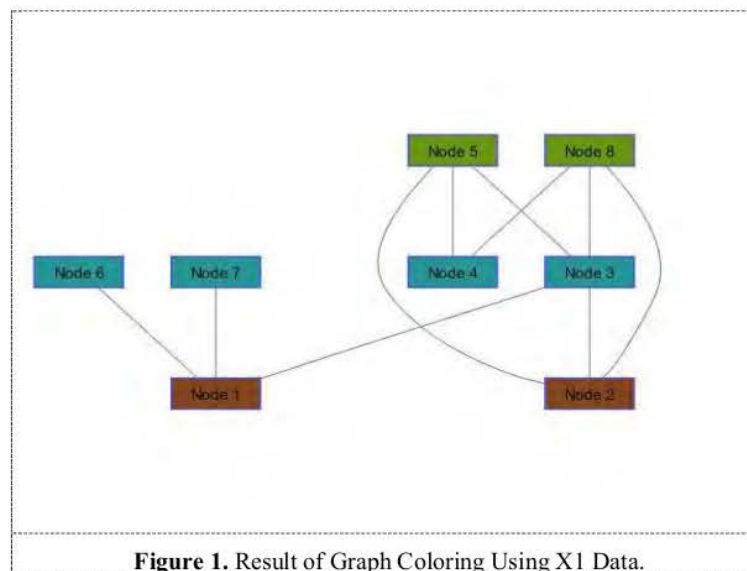 Node 5 Node 8
Node 6 Node 7 Node 4 Node 3
Node 1 Node 2
Figure 1. Result of Graph Coloring Using X1 Data.